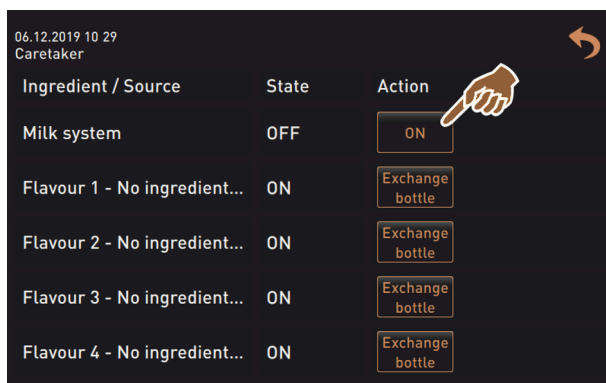 06.12.2019 10 29
Caretaker
Ingredient / Source State Action
Milk system OFF ON
Flavour 1 - No ingredient... ON Exchange
bottle
Flavour 2 - No ingredient... ON Exchange
bottle
Flavour 3 - No ingredient... ON Exchange
bottle
Flavour 4 - No ingredient... ON Exchange
bottle